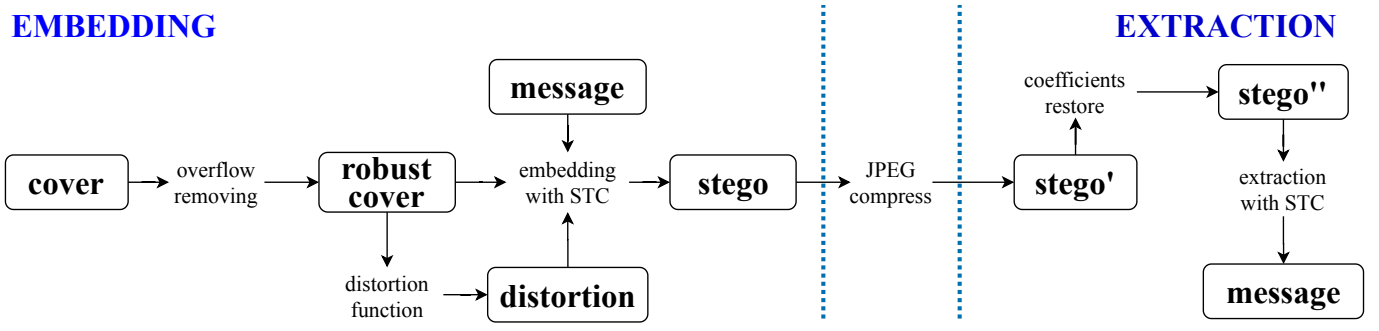 EMBEDDING
EXTRACTION
message
coefficients
restore
stego''
cover
overflow
removing
robust
cover
embedding
with STC
stego
JPEG
compress
stego'
extraction
with STC
distortion
function
distortion
message